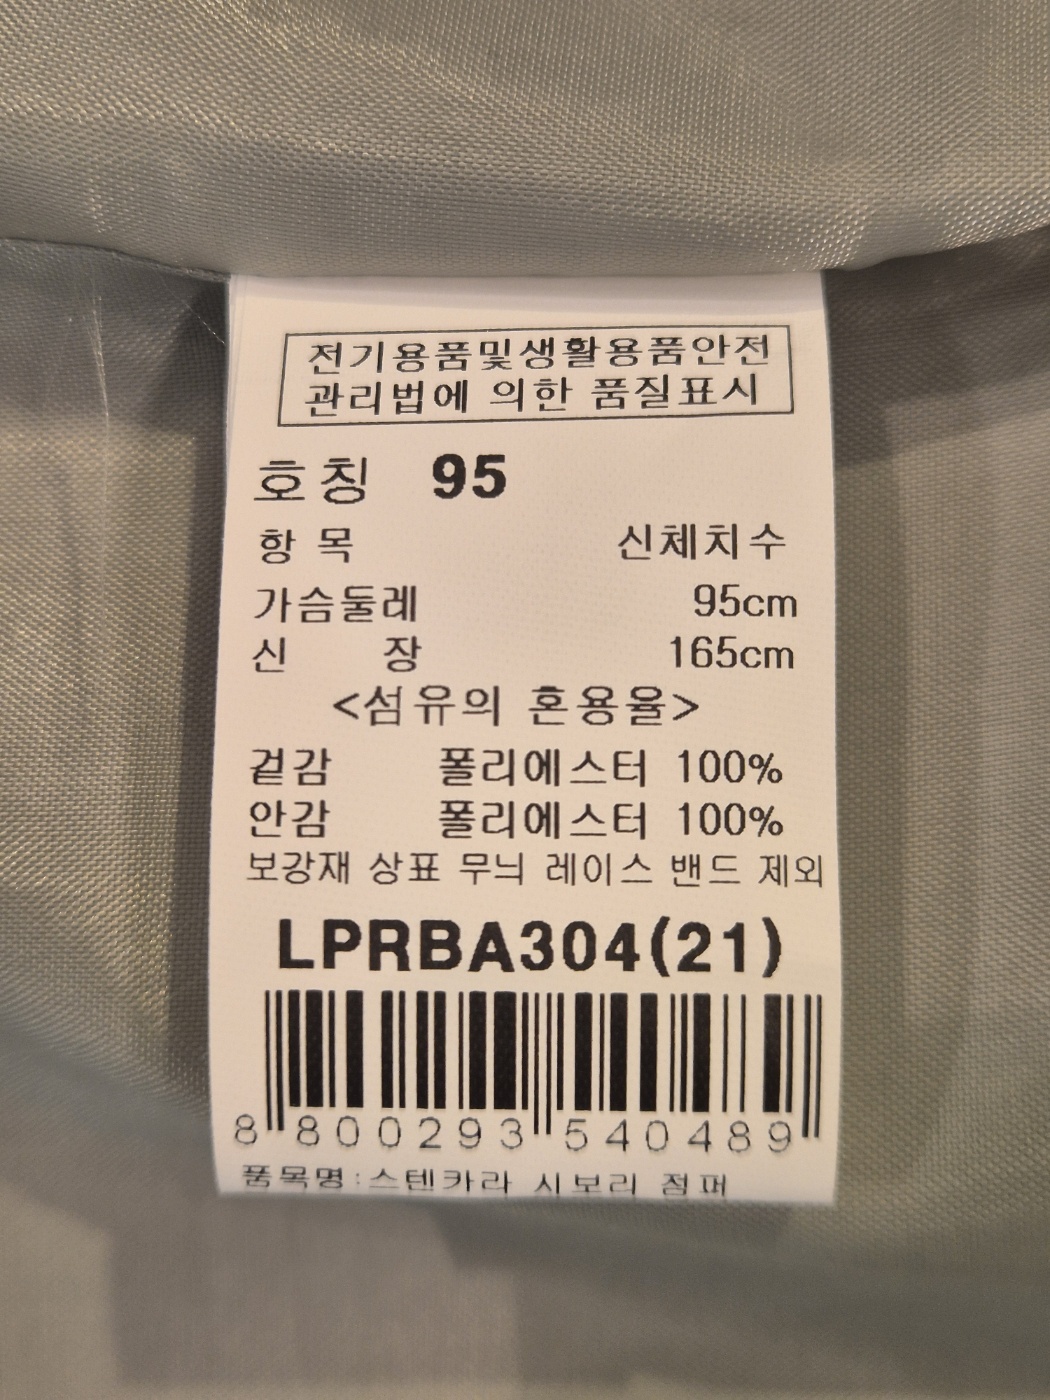 전기용품및생활용품안전
관리법에 의한 품질표시
호칭 95
항 목 신체치수
가슴둘레 95cm
신 장 165cm
<섬유의 혼용율>
겉감 폴리에스터 100%
안감 폴리에스터 100%
보강재 상표 무늬 레이스 밴드 제외
LPRBA304(21)
8 800293 540489
품목명:스텐카라 시보리 점퍼